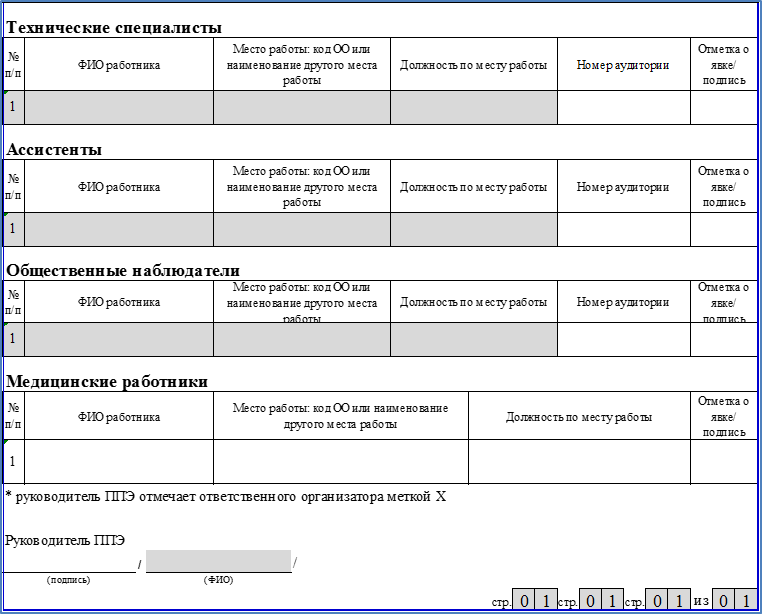 Технические специалисты
№ п/п ФИО работника Место работы: код ОО или наименование другого места работы Должность по месту работы Номер аудитории Отметка о явке/ подпись
1
Ассистенты
№ п/п ФИО работника Место работы: код ОО или наименование другого места работы Должность по месту работы Номер аудитории Отметка о явке/ подпись
1
Общественные наблюдатели
№ п/п ФИО работника Место работы: код ОО или наименование другого места работы Должность по месту работы Номер аудитории Отметка о явке/ подпись
1
Медицинские работники
№ п/п ФИО работника Место работы: код ОО или наименование другого места работы Должность по месту работы Отметка о явке/ подпись
1
* руководитель ППЭ отмечает ответственного организатора меткой X
Руководитель ППЭ
/ /
(подпись) (ФИО)
стр. 0 1 стр. 0 1 стр. 0 1 из 0 1